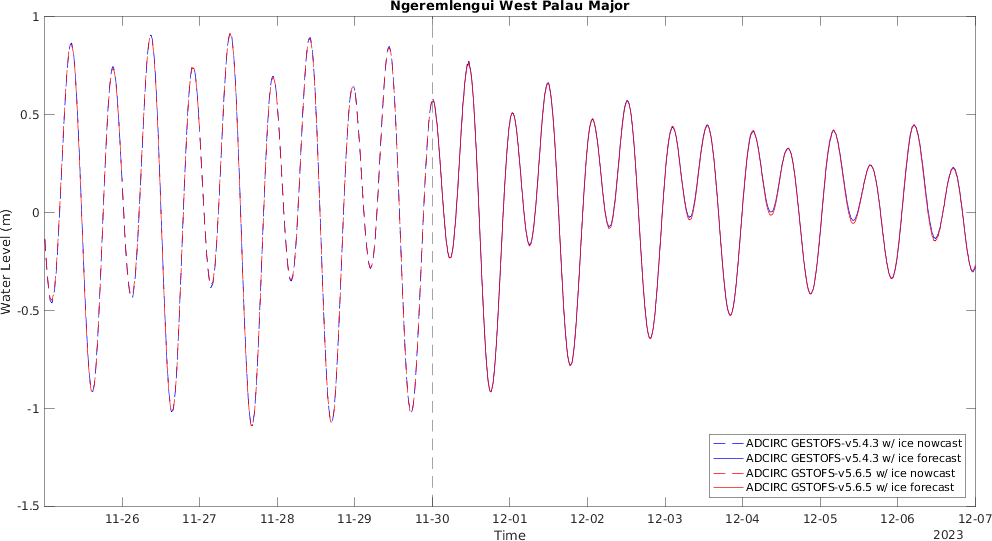 Ngeremlengui West Palau Major
Water Level (m)
1
0.5
0
-0.5
-1
-1.5
11-26
11-27
11-28
11-29
11-30
12-01
12-02
12-03
12-04
12-05
12-06
12-07
Time
2023
ADCIRC GESTOFS-v5.4.3 w/ ice nowcast
ADCIRC GESTOFS-v5.4.3 w/ ice forecast
ADCIRC GSTOFS-v5.6.5 w/ ice nowcast
ADCIRC GSTOFS-v5.6.5 w/ ice forecast